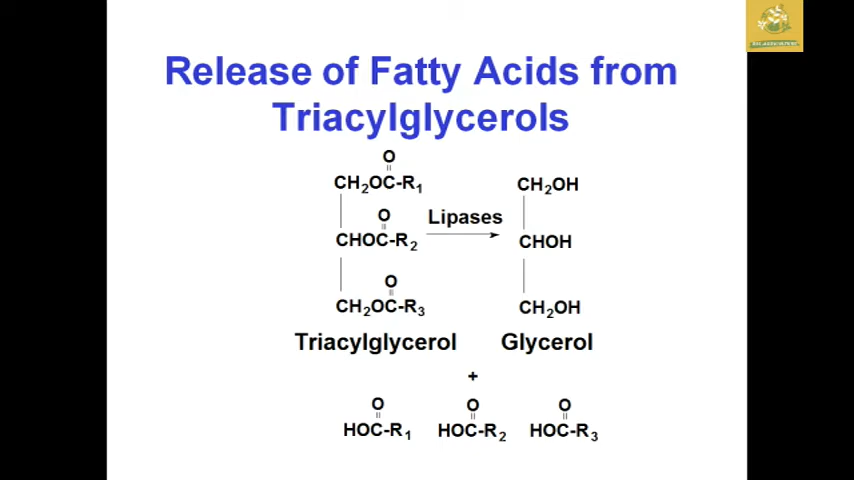 Release of Fatty Acids from
Triacylglycerols
O
CH₂OC-R₁
O
CHOC-R₂
O
CH₂OC-R₃
Lipases
CH₂OH
CHOH
CH₂OH
Triacylglycerol
Glycerol
+
O O O
HOC-R₁ HOC-R₂ HOC-R₃